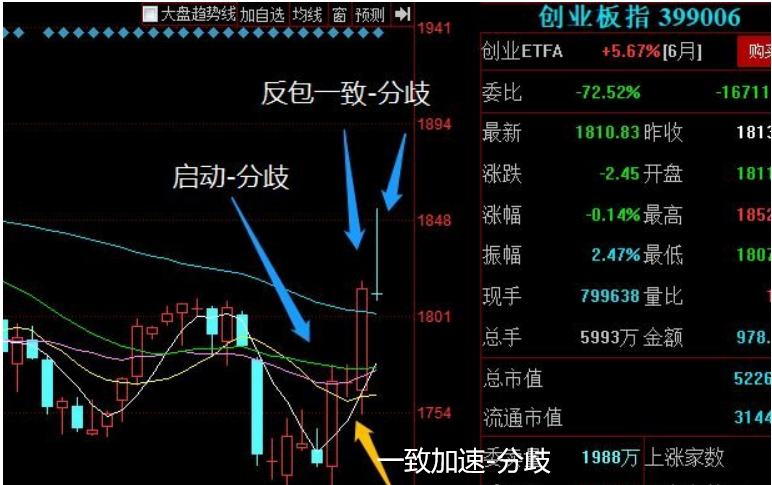 大盘趋势线 加自选 均线 窗 预测
创业板指 399006
1941
1894
1848
1801
1754
反包一致-分歧
启动-分歧
一致加速-分歧
创业ETFA +5.67%[6月] 购买
委比 -72.52% -16711
最新 1810.83 昨收 1813
涨跌 -2.45 开盘 1811
涨幅 -0.14% 最高 1852
振幅 2.47% 最低 1807
现手 799638 量比 1
总手 5993万 金额 978.
总市值 5226
流通市值 3144
1988万 上涨家数